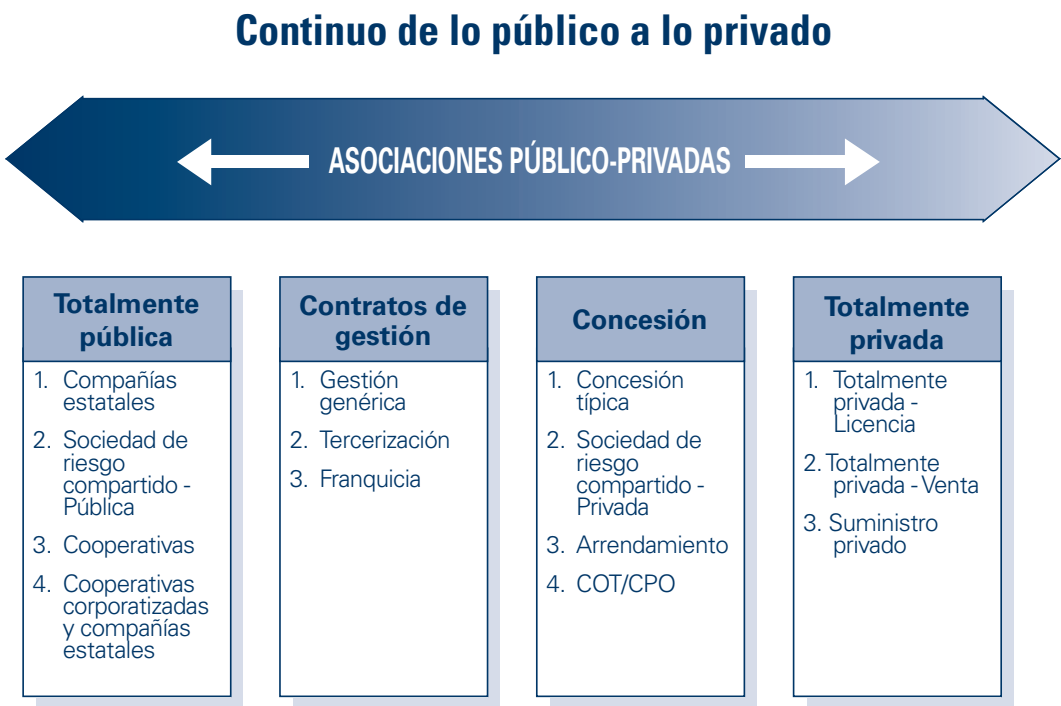 Continuo de lo público a lo privado
ASOCIACIONES PÚBLICO-PRIVADAS
Totalmente
pública
1. Compañías
estatales
2. Sociedad de
riesgo
compartido -
Pública
3. Cooperativas
4. Cooperativas
corporatizadas
y compañías
estatales
Contratos de
gestión
1. Gestión
genérica
2. Tercerización
3. Franquicia
Concesión
1. Concesión
típica
2. Sociedad de
riesgo
compartido -
Privada
3. Arrendamiento
4. COT/CPO
Totalmente
privada
1. Totalmente
privada -
Licencia
2. Totalmente
privada - Venta
3. Suministro
privado